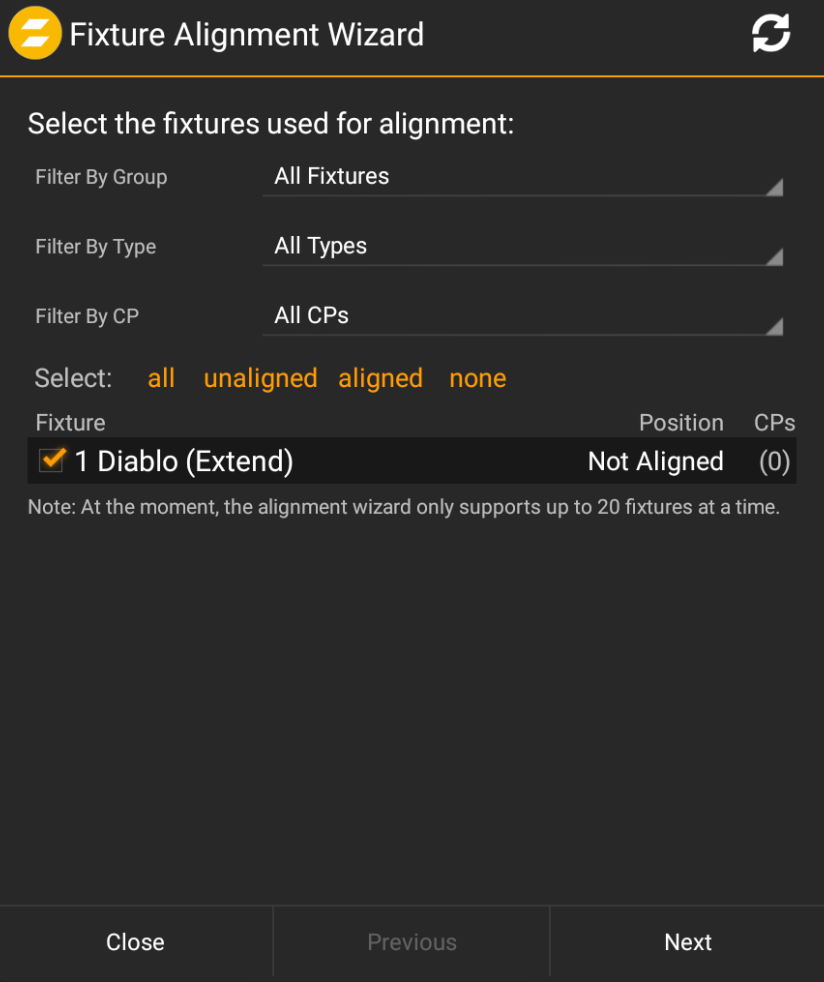 Fixture Alignment Wizard
Select the fixtures used for alignment:
Filter By Group All Fixtures
Filter By Type All Types
Filter By CP All CPs
Select: all unaligned aligned none
Fixture Position CPs
1 Diablo (Extend) Not Aligned (0)
Note: At the moment, the alignment wizard only supports up to 20 fixtures at a time.
Close Previous Next